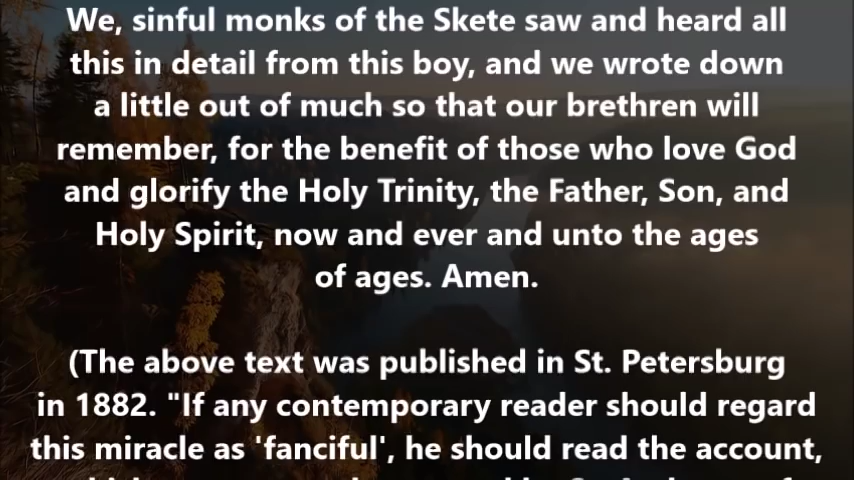 We, sinful monks of the Skete saw and heard all
this in detail from this boy, and we wrote down
a little out of much so that our brethren will
remember, for the benefit of those who love God
and glorify the Holy Trinity, the Father, Son, and
Holy Spirit, now and ever and unto the ages
of ages. Amen.
(The above text was published in St. Petersburg
in 1882. "If any contemporary reader should regard
this miracle as 'fanciful', he should read the account,